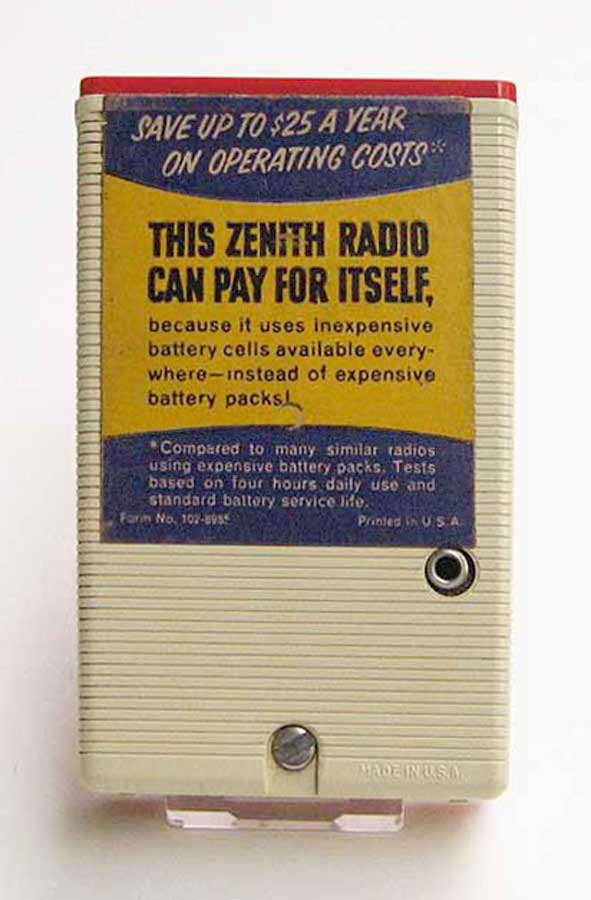 SAVE UP TO $25 A YEAR
ON OPERATING COSTS*
THIS ZENITH RADIO
CAN PAY FOR ITSELF,
because it uses inexpensive
battery cells available every-
where—instead of expensive
battery packs!
*Compared to many similar radios
using expensive battery packs. Tests
based on four hours daily use and
standard battery service life.
Form No. Printed in U S A
MADE IN U.S.A.